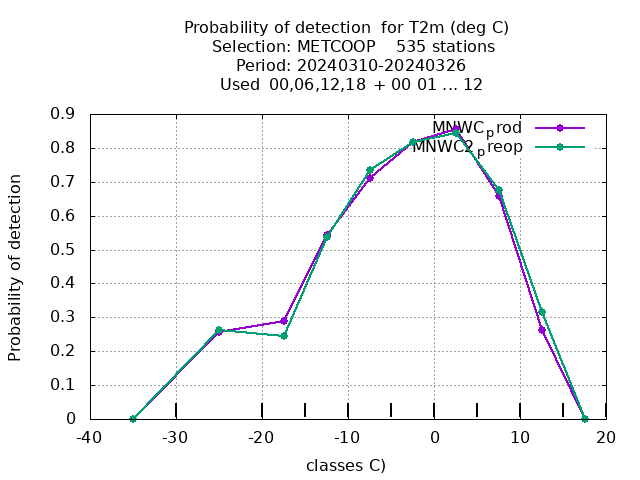 Probability of detection  for T2m (deg C)
Selection: METCOOP    535 stations
Period: 20240310-20240326
Used  00,06,12,18  + 00 01 ... 12
MNWC_prod
MNWC2_preop
Probability of detection
0.9
0.8
0.7
0.6
0.5
0.4
0.3
0.2
0.1
0
-40 -30 -20 -10 0 10 20
classes C)